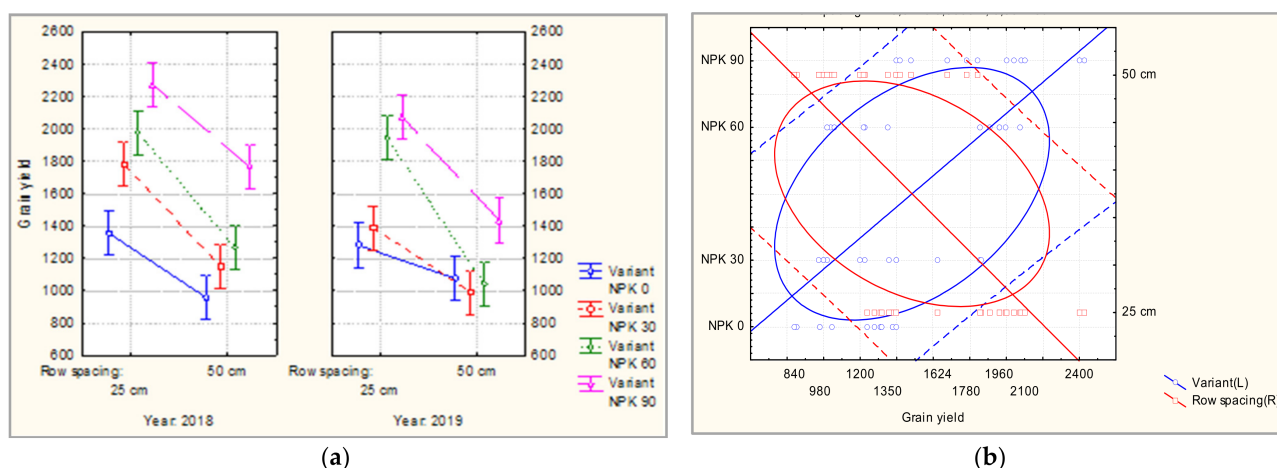 2600
2400
2200
2000
1800
1600
1400
1200
1000
800
600
Grain yield
Row spacing:
25 cm
50 cm
Year: 2018
Row spacing:
25 cm
50 cm
Year: 2019
2600
2400
2200
2000
1800
1600
1400
1200
1000
800
600
Variant
NPK 0
Variant
NPK 30
Variant
NPK 60
Variant
NPK 90
(a)
NPK 90
NPK 60
NPK 30
NPK 0
50 cm
25 cm
840 1200 1624 1960 2400
980 1350 1780 2100
Grain yield
Variant(L)
Row spacing(R)
(b)